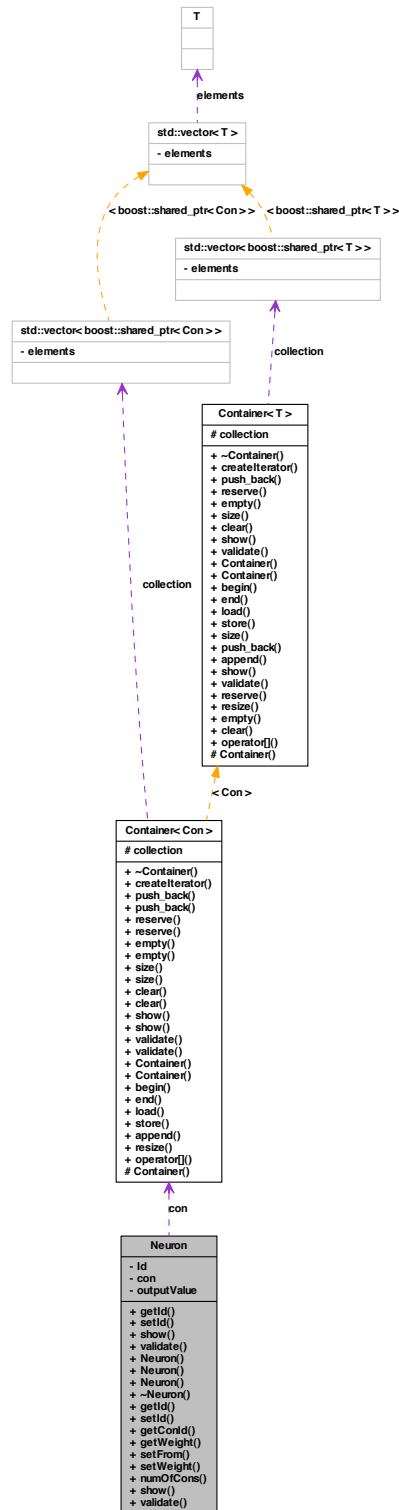 T
elements
std::vector< T >
- elements
< boost::shared_ptr< Con > >
< boost::shared_ptr< T > >
std::vector< boost::shared_ptr< T > >
- elements
std::vector< boost::shared_ptr< Con > >
- elements
collection
Container< T >
# collection
+ ~Container()
+ createIterator()
+ push_back()
+ reserve()
+ empty()
+ size()
+ clear()
+ show()
+ validate()
+ Container()
+ Container()
+ begin()
+ end()
+ load()
+ store()
+ size()
+ push_back()
+ append()
+ show()
+ validate()
+ reserve()
+ resize()
+ empty()
+ clear()
+ operator[]()
# Container()
collection
< Con >
Container< Con >
# collection
+ ~Container()
+ createIterator()
+ push_back()
+ push_back()
+ reserve()
+ reserve()
+ empty()
+ empty()
+ size()
+ size()
+ clear()
+ clear()
+ show()
+ show()
+ validate()
+ validate()
+ Container()
+ Container()
+ begin()
+ end()
+ load()
+ store()
+ append()
+ resize()
+ operator[]()
# Container()
con
Neuron
- Id
- con
- outputValue
+ getId()
+ setId()
+ show()
+ validate()
+ Neuron()
+ Neuron()
+ Neuron()
+ ~Neuron()
+ getId()
+ setId()
+ getConId()
+ getWeight()
+ setFrom()
+ setWeight()
+ numOfCons()
+ show()
+ validate()